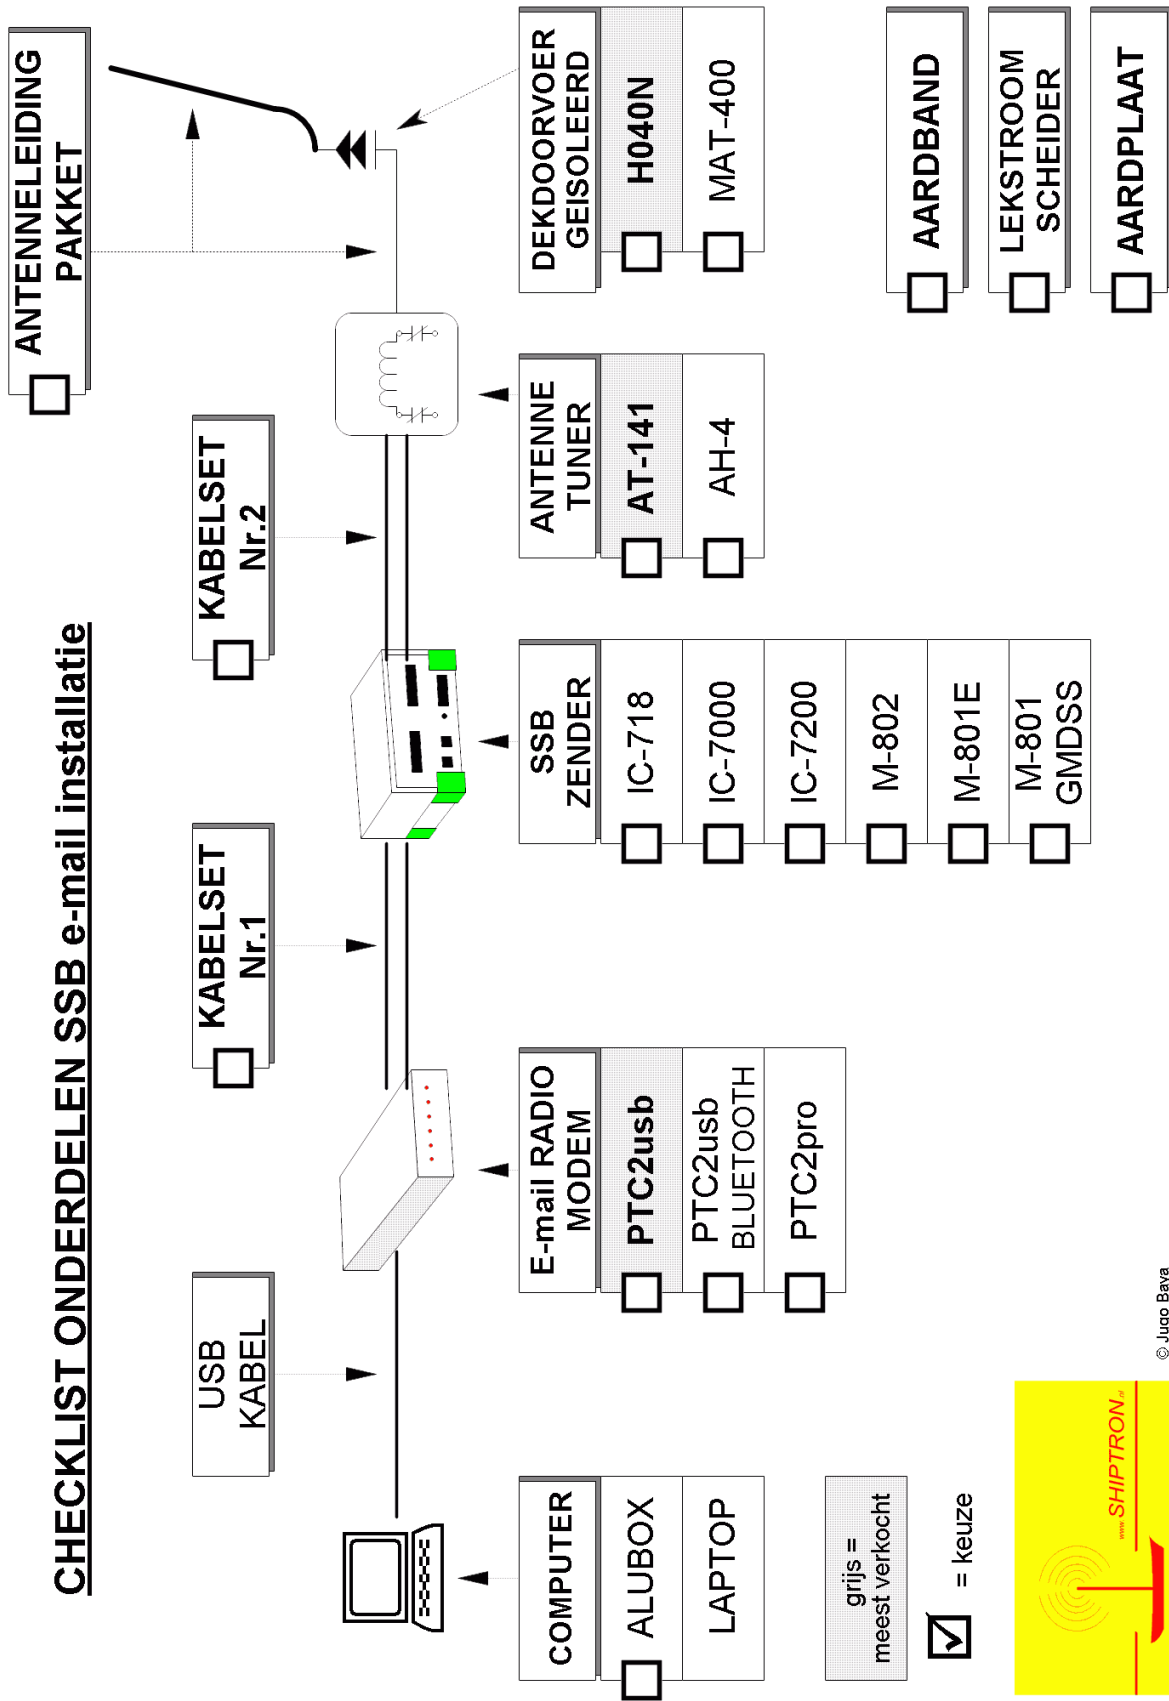 CHECKLIST ONDERDELEN SSB e-mail installatie
USB
KABEL
KABELSET
Nr.1
KABELSET
Nr.2
ANTENNELEIDING
PAKKET
COMPUTER
ALUBOX
LAPTOP
E-mail RADIO
MODEM
PTC2usb
PTC2usb
BLUETOOTH
PTC2pro
SSB
ZENDER
IC-718
IC-7000
IC-7200
M-802
M-801E
M-801
GMDSS
ANTENNE
TUNER
AT-141
AH-4
DEKDOORVOER
GEISOLEERD
H040N
MAT-400
grijs =
meest verkocht
= keuze
AARDBAND
LEKSTROOM
SCHEIDER
AARDPLAAT
www.SHIPTRON.nl
© Jugo Baya